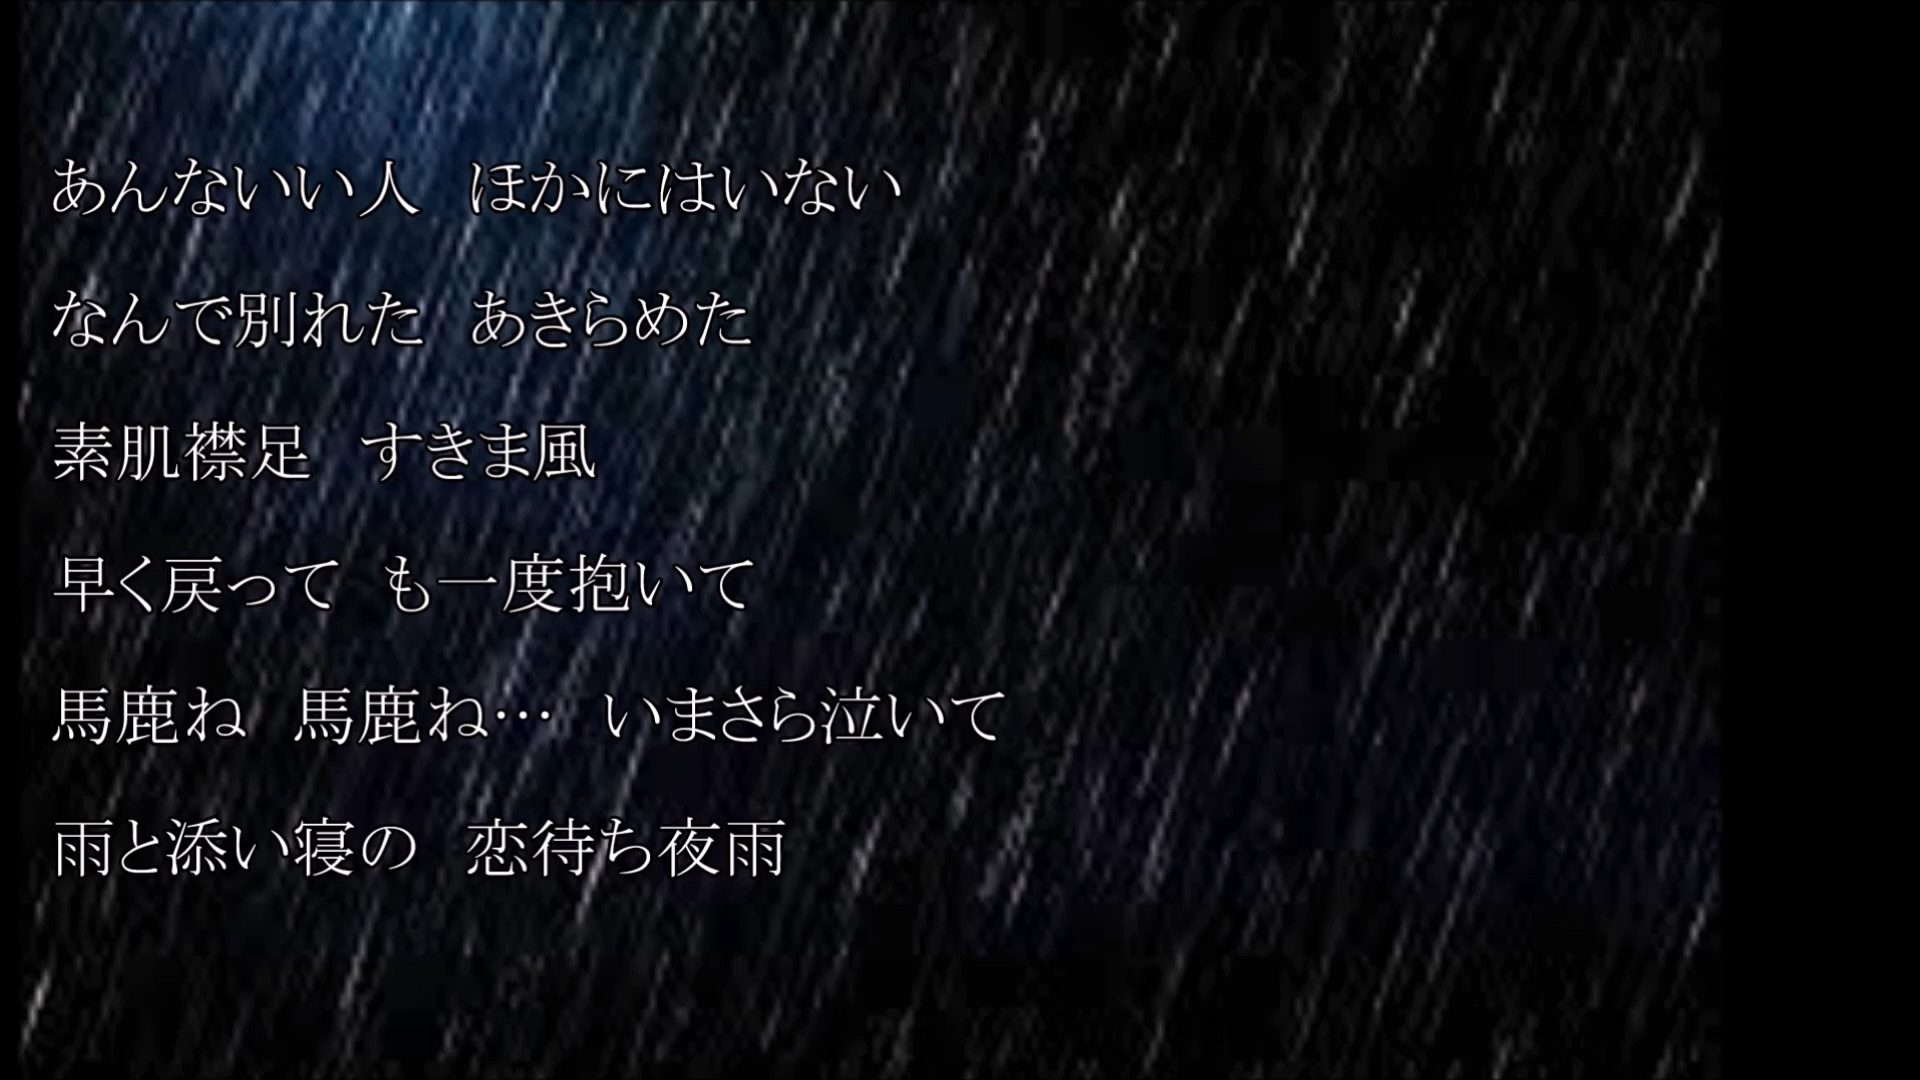 あんないい人　ほかにはいない
なんで別れた　あきらめた
素肌襟足　すきま風
早く戻って　も一度抱いて
馬鹿ね　馬鹿ね…　いまさら泣いて
雨と添い寝の　恋待ち夜雨